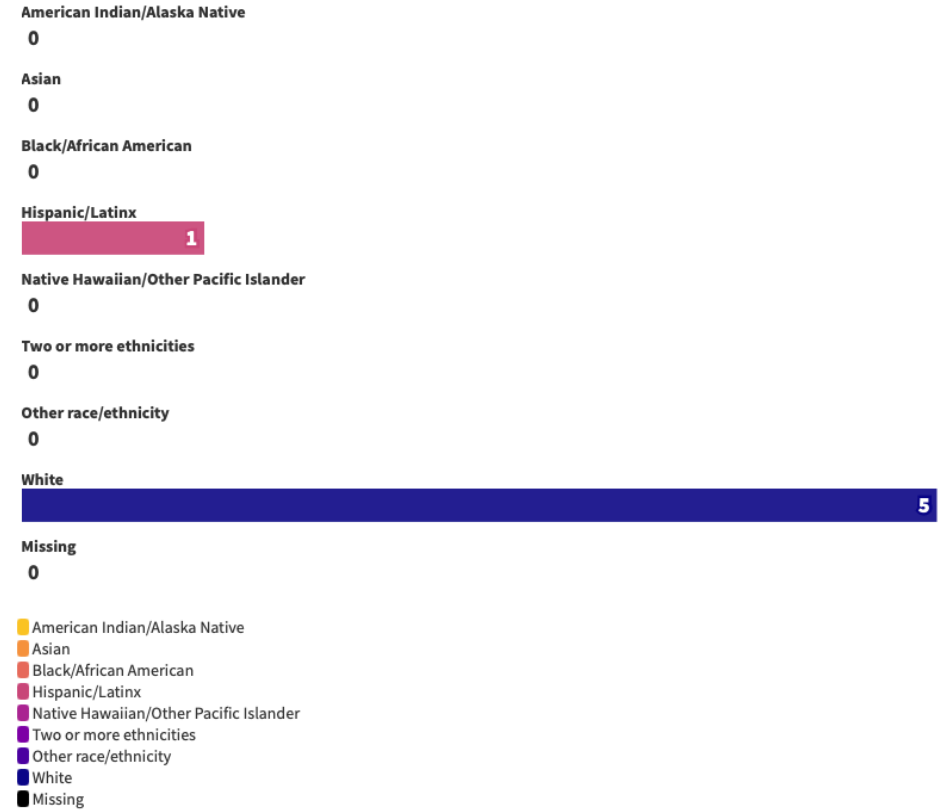 American Indian/Alaska Native
0
Asian
0
Black/African American
0
Hispanic/Latinx
1
Native Hawaiian/Other Pacific Islander
0
Two or more ethnicities
0
Other race/ethnicity
0
White
5
Missing
0
American Indian/Alaska Native
Asian
Black/African American
Hispanic/Latinx
Native Hawaiian/Other Pacific Islander
Two or more ethnicities
Other race/ethnicity
White
Missing